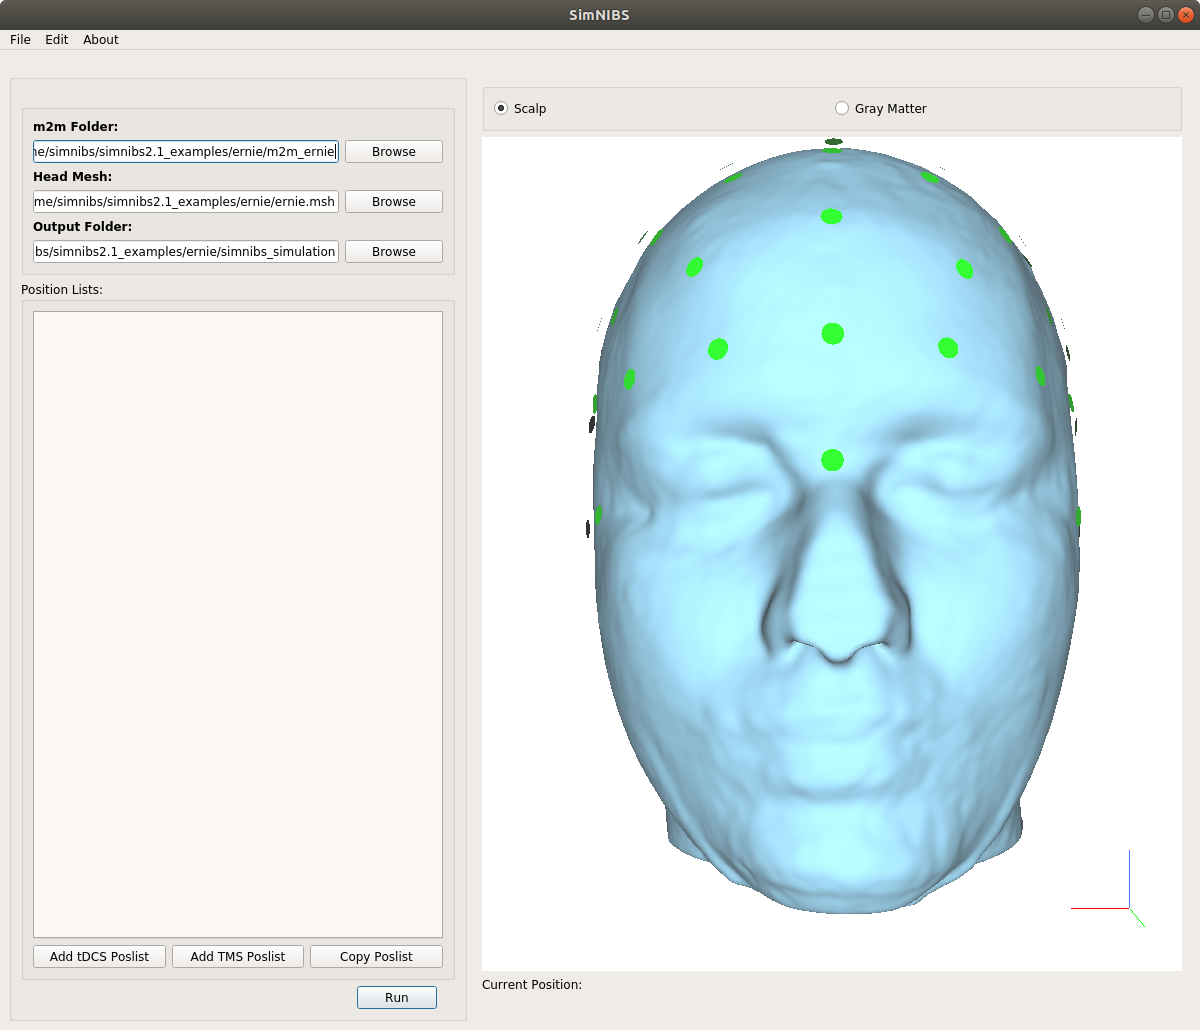 SimNIBS
File Edit About
m2m Folder:
ne/simnibs/simnibs2.1_examples/ernie/m2m_ernie Browse
Head Mesh:
me/simnibs/simnibs2.1_examples/ernie/ernie.msh Browse
Output Folder:
bs/simnibs2.1_examples/ernie/simnibs_simulation Browse
Position Lists:
Add tDCS Poslist Add TMS Poslist Copy Poslist
Run
Scalp Gray Matter
Current Position: